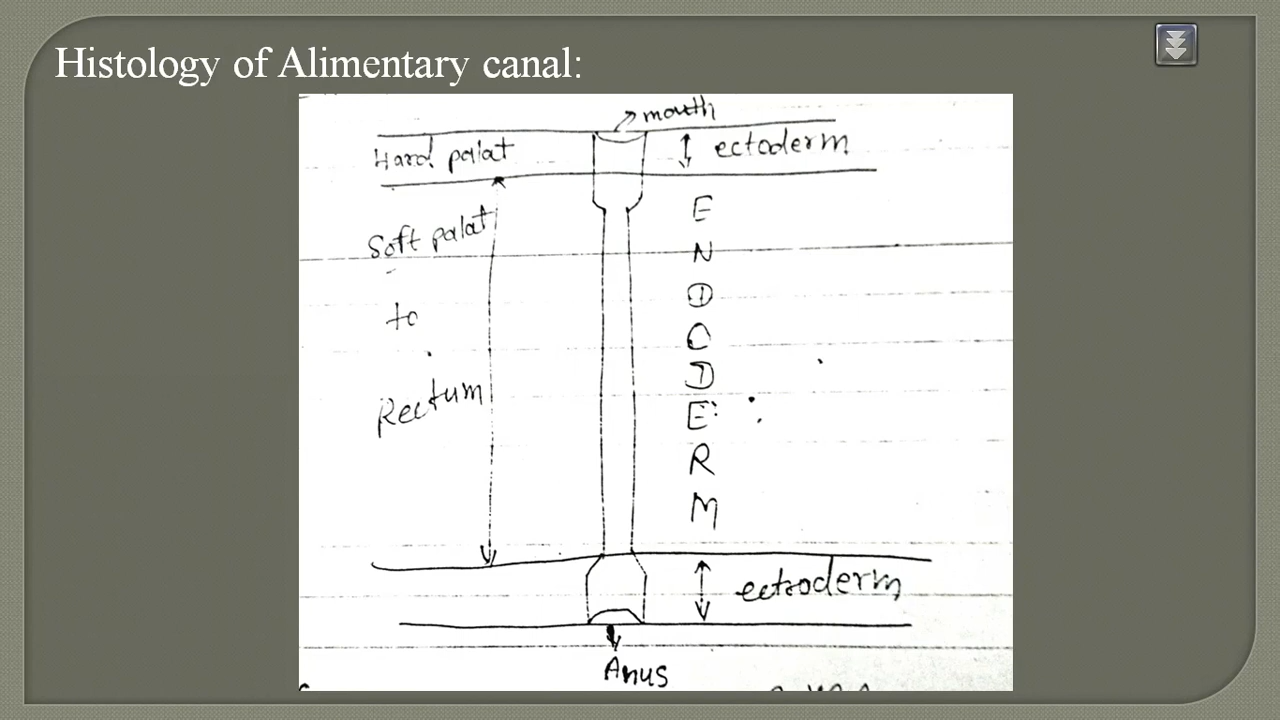 Histology of Alimentary canal:
mouth
Hard palat
ectoderm
Soft palat
to
Rectum
E
N
D
O
D
E
R
M
ectoderm
Anus